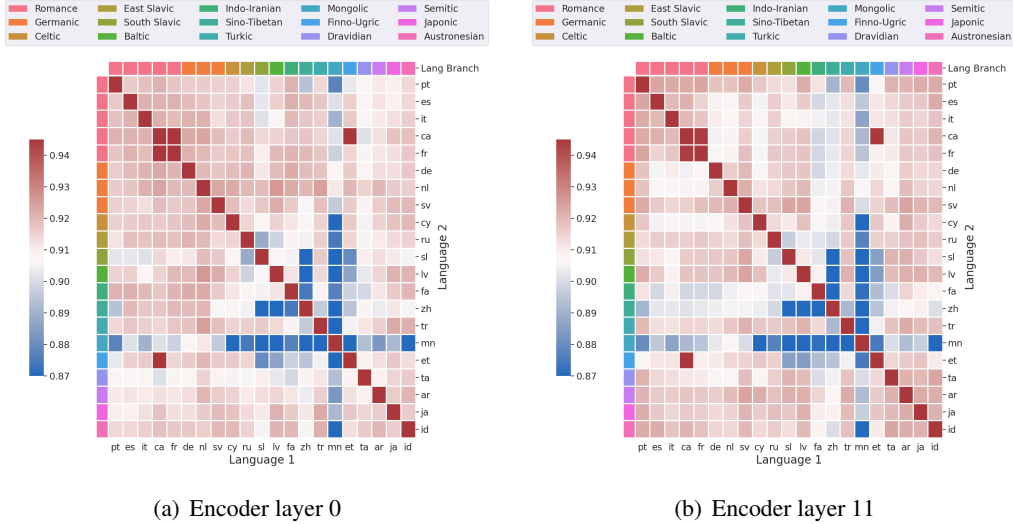 Romance East Slavic Indo-Iranian Mongolic Semitic
Germanic South Slavic Sino-Tibetan Finno-Ugric Japonic
Celtic Baltic Turkic Dravidian Austronesian
Lang Branch
pt
es
it
ca
fr
de
nl
sv
cy
ru
sl
lv
fa
zh
tr
mn
et
ta
ar
ja
id
Language 2
0.94
0.93
0.92
0.91
0.90
0.89
0.88
0.87
pt es it ca fr de nl sv cy ru sl lv fa zh tr mn et ta ar ja id
Language 1
(a) Encoder layer 0
Romance East Slavic Indo-Iranian Mongolic Semitic
Germanic South Slavic Sino-Tibetan Finno-Ugric Japonic
Celtic Baltic Turkic Dravidian Austronesian
Lang Branch
pt
es
it
ca
fr
de
nl
sv
cy
ru
sl
lv
fa
zh
tr
mn
et
ta
ar
ja
id
Language 2
0.94
0.93
0.92
0.91
0.90
0.89
0.88
0.87
pt es it ca fr de nl sv cy ru sl lv fa zh tr mn et ta ar ja id
Language 1
(b) Encoder layer 11